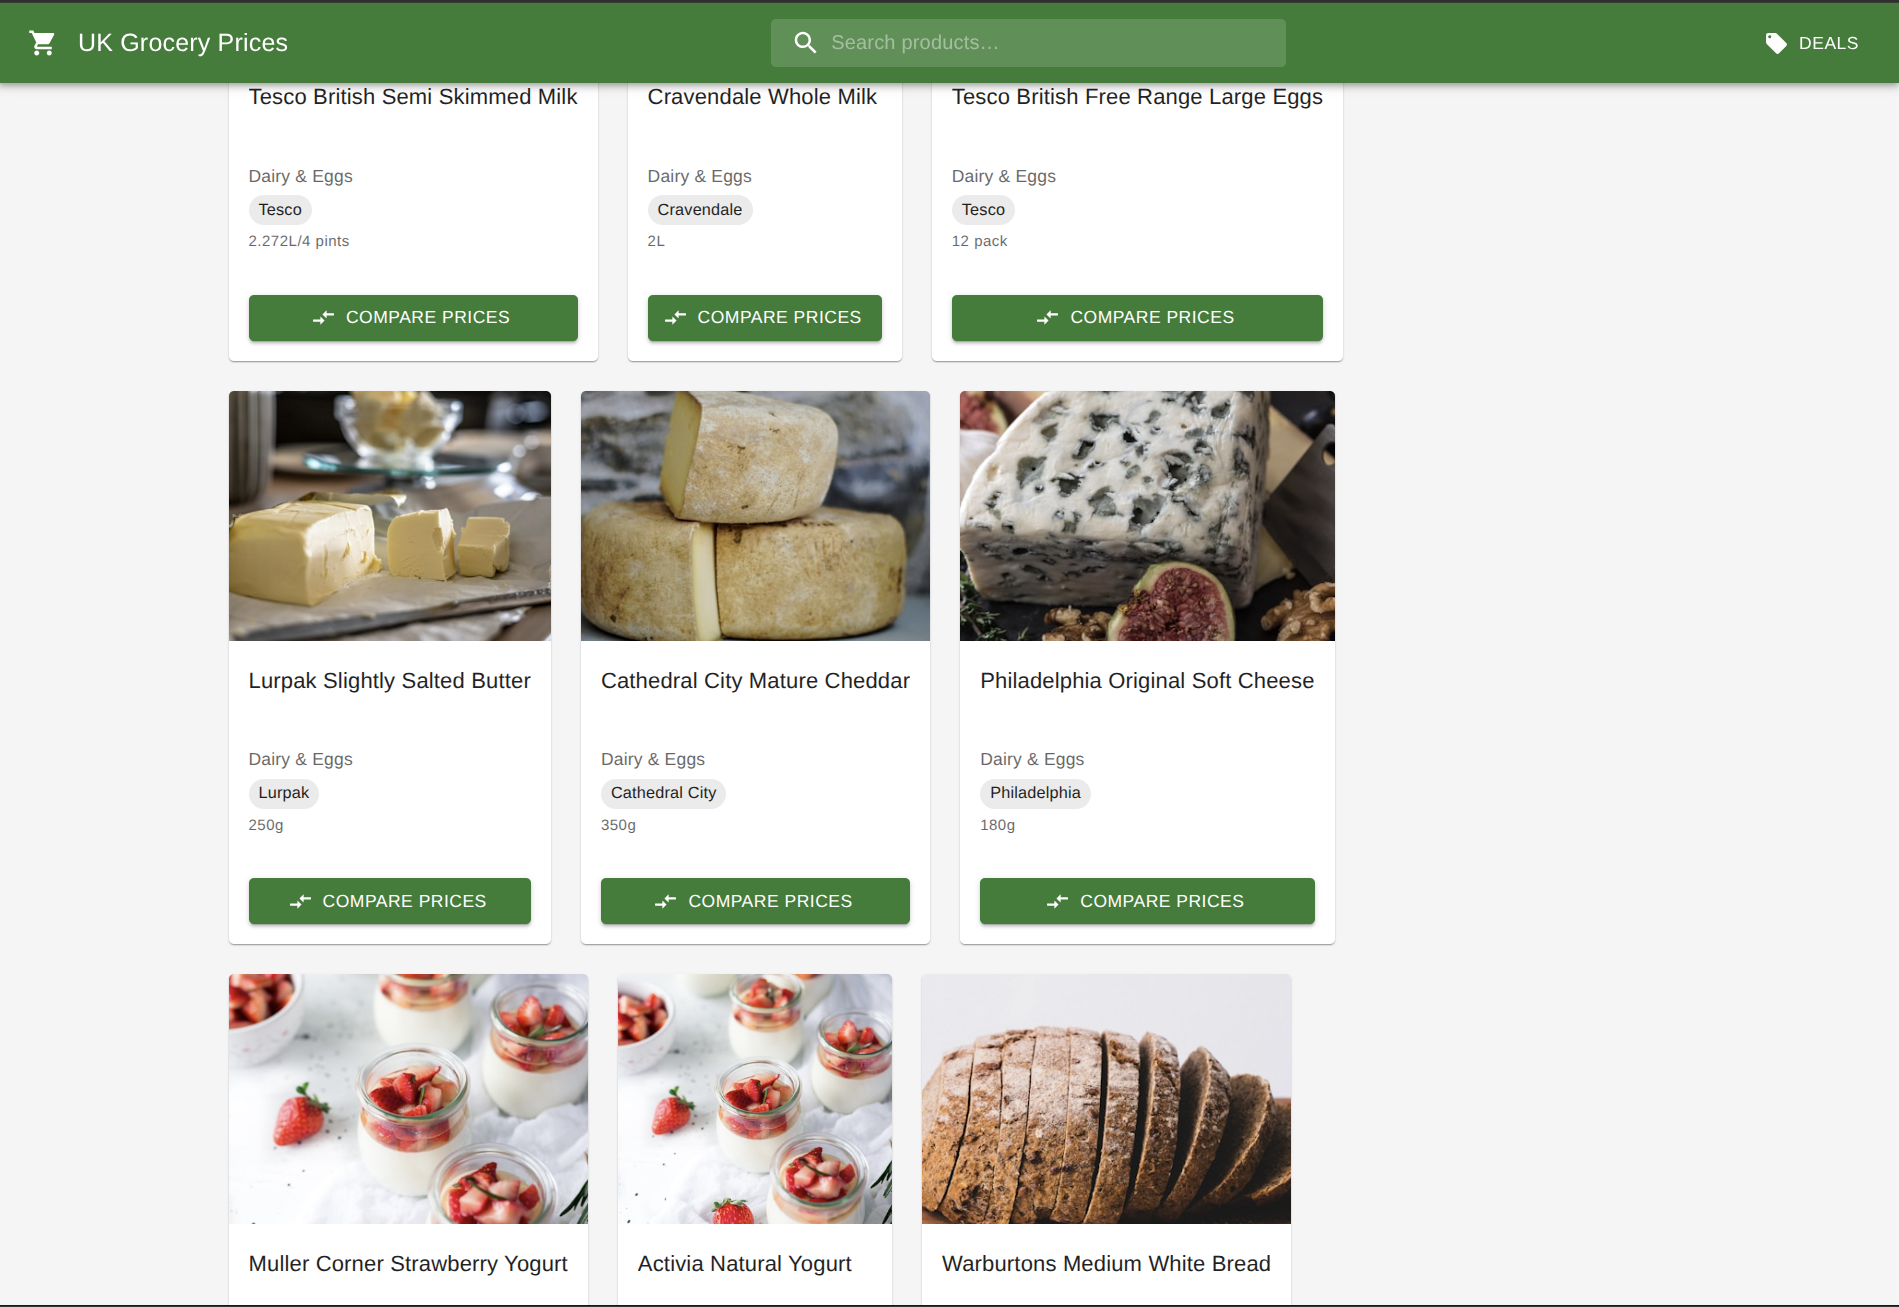 UK Grocery Prices
Search products…
DEALS
Tesco British Semi Skimmed Milk
Dairy & Eggs
Tesco
2.272L/4 pints
COMPARE PRICES
Cravendale Whole Milk
Dairy & Eggs
Cravendale
2L
COMPARE PRICES
Tesco British Free Range Large Eggs
Dairy & Eggs
Tesco
12 pack
COMPARE PRICES
Lurpak Slightly Salted Butter
Dairy & Eggs
Lurpak
250g
COMPARE PRICES
Cathedral City Mature Cheddar
Dairy & Eggs
Cathedral City
350g
COMPARE PRICES
Philadelphia Original Soft Cheese
Dairy & Eggs
Philadelphia
180g
COMPARE PRICES
Muller Corner Strawberry Yogurt
Activia Natural Yogurt
Warburtons Medium White Bread